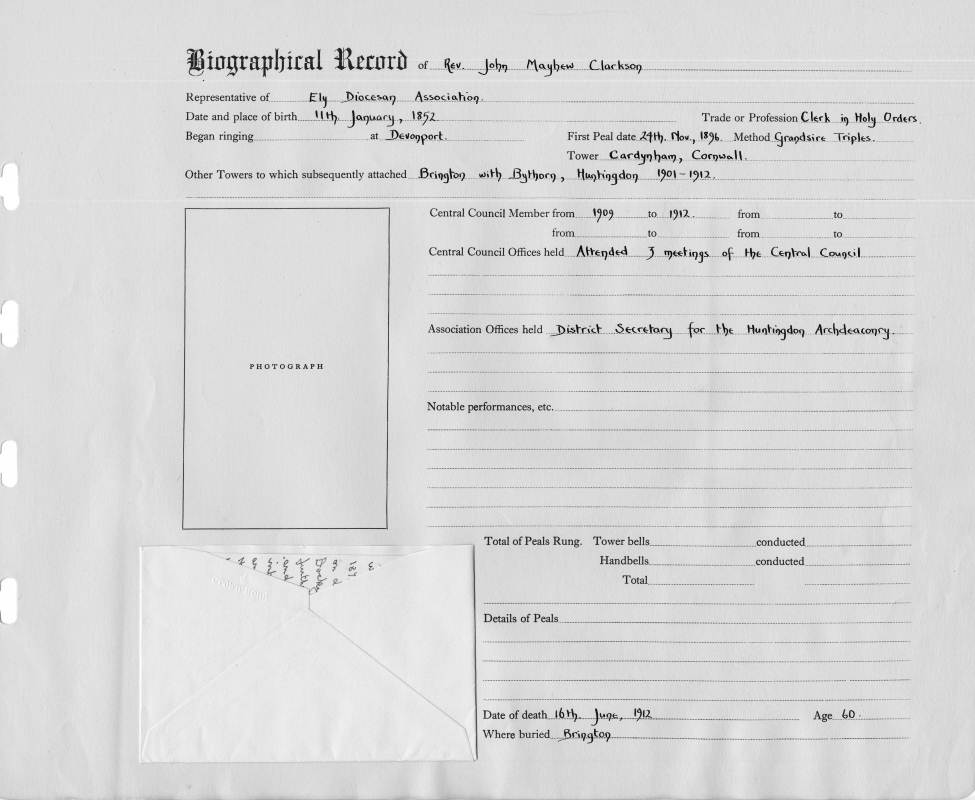 Biographical Record of Rev. John Mayhew Clarkson
Representative of Ely Diocesan Association.
Date and place of birth 11th. January, 1852 Trade or Profession Clerk in Holy Orders.
Began ringing at Devonport. First Peal date 24th. Nov., 1896. Method Grandsire Triples.
Tower Cardynham, Cornwall.
Other Towers to which subsequently attached Brington with Bythorn, Huntingdon 1901-1912.
Central Council Member from 1909 to 1912. from to
from to from to
Central Council Offices held Attended 3 meetings of the Central Council
Association Offices held District Secretary for the Huntingdon Archdeaconry.
PHOTOGRAPH
Notable performances, etc.
Total of Peals Rung. Tower bells conducted
Handbells conducted
Total
Details of Peals
Date of death 16th. June, 1912 Age 60.
Where buried Brington